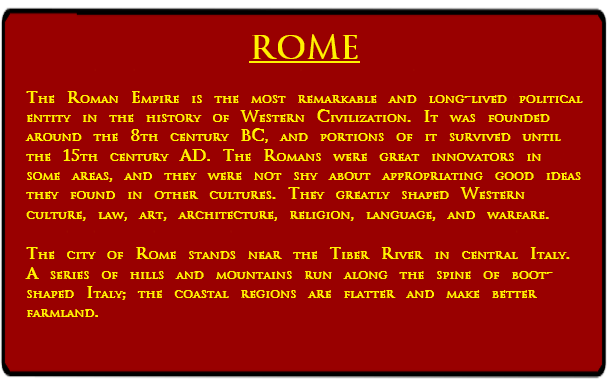 ROME
The Roman Empire is the most remarkable and long-lived political
entity in the history of Western Civilization. It was founded
around the 8th century BC, and portions of it survived until
the 15th century AD. The Romans were great innovators in
some areas, and they were not shy about appropriating good ideas
they found in other cultures. They greatly shaped Western
culture, law, art, architecture, religion, language, and warfare.
The city of Rome stands near the Tiber River in central Italy.
A series of hills and mountains run along the spine of boot-
shaped Italy; the coastal regions are flatter and make better
farmland.